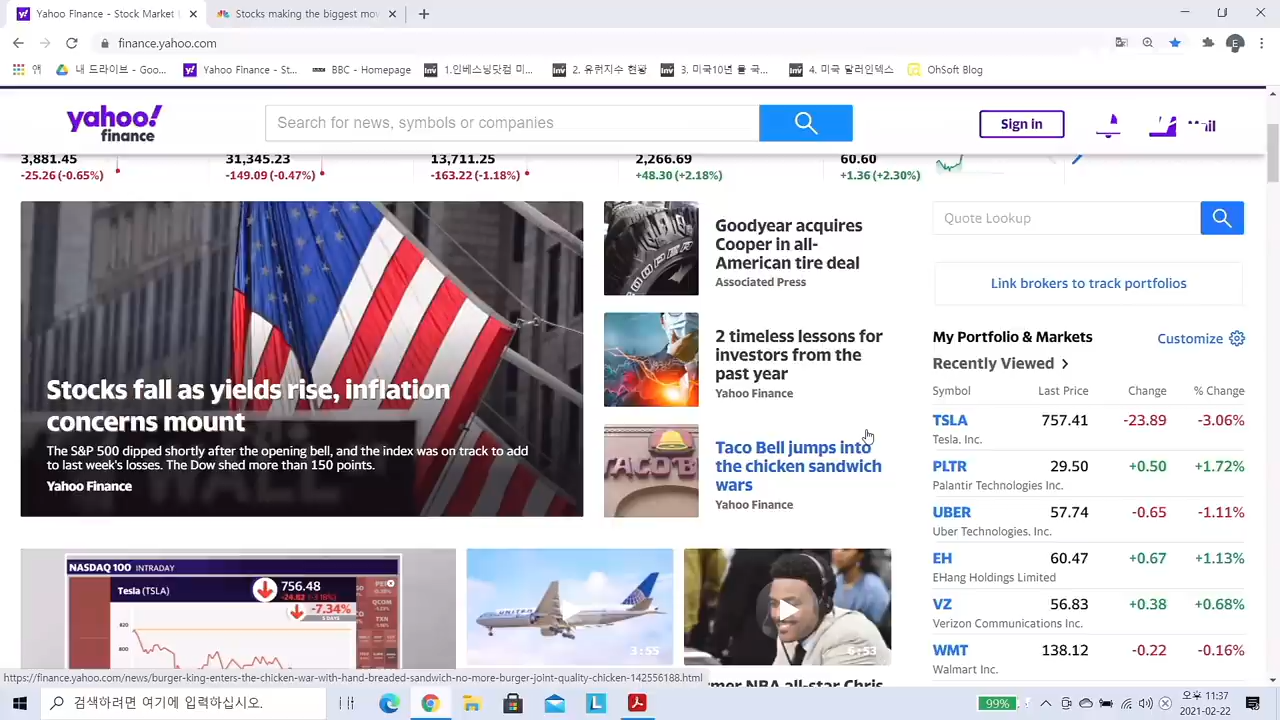 Yahoo Finance - Stock Market
Stocks making the biggest mo
finance.yahoo.com
앱
내 드라이브 - Goo...
Yahoo Finance - St...
BBC - Homepage
1.인베스팅닷컴 미...
2. 유럽지수 현황
3. 미국10년 물 국...
4. 미국 달러인덱스
OhSoft Blog
yahoo!
finance
Search for news, symbols or companies
Sign in
3,881.45
31,345.23
13,711.25
2,266.69
60.60
-25.26 (-0.65%)
-149.09 (-0.47%)
-163.22 (-1.18%)
+48.30 (+2.18%)
+1.36 (+2.30%)
Stocks fall as yields rise, inflation
concerns mount
The S&P 500 dipped shortly after the opening bell, and the index was on track to add
to last week's losses. The Dow shed more than 150 points.
Yahoo Finance
Goodyear acquires
Cooper in all-
American tire deal
Associated Press
2 timeless lessons for
investors from the
past year
Yahoo Finance
TACO B
Taco Bell jumps into
the chicken sandwich
wars
Yahoo Finance
Quote Lookup
Link brokers to track portfolios
My Portfolio & Markets
Customize
Recently Viewed >
Symbol
Last Price
Change
% Change
TSLA
757.41
-23.89
-3.06%
Tesla, Inc.
PLTR
29.50
+0.50
+1.72%
Palantir Technologies Inc.
UBER
57.74
-0.65
-1.11%
Uber Technologies, Inc.
EH
60.47
+0.67
+1.13%
EHang Holdings Limited
VZ
56.83
+0.38
+0.68%
Verizon Communications Inc.
WMT
138.12
-0.22
-0.16%
Walmart Inc.
NASDAQ 100 INTRADAY
Tesla (TSLA)
756.48
-7.34%
5 DAYS
820
UNITED
3:55
6:53
https://finance.yahoo.com/news/burger-king-enters-the-chicken-war-with-hand-breaded-sandwich-no-more-burger-joint-quality-chicken-142556188.html
검색하려면 여기에 입력하십시오.
99%
오후 11:37
2021-02-22